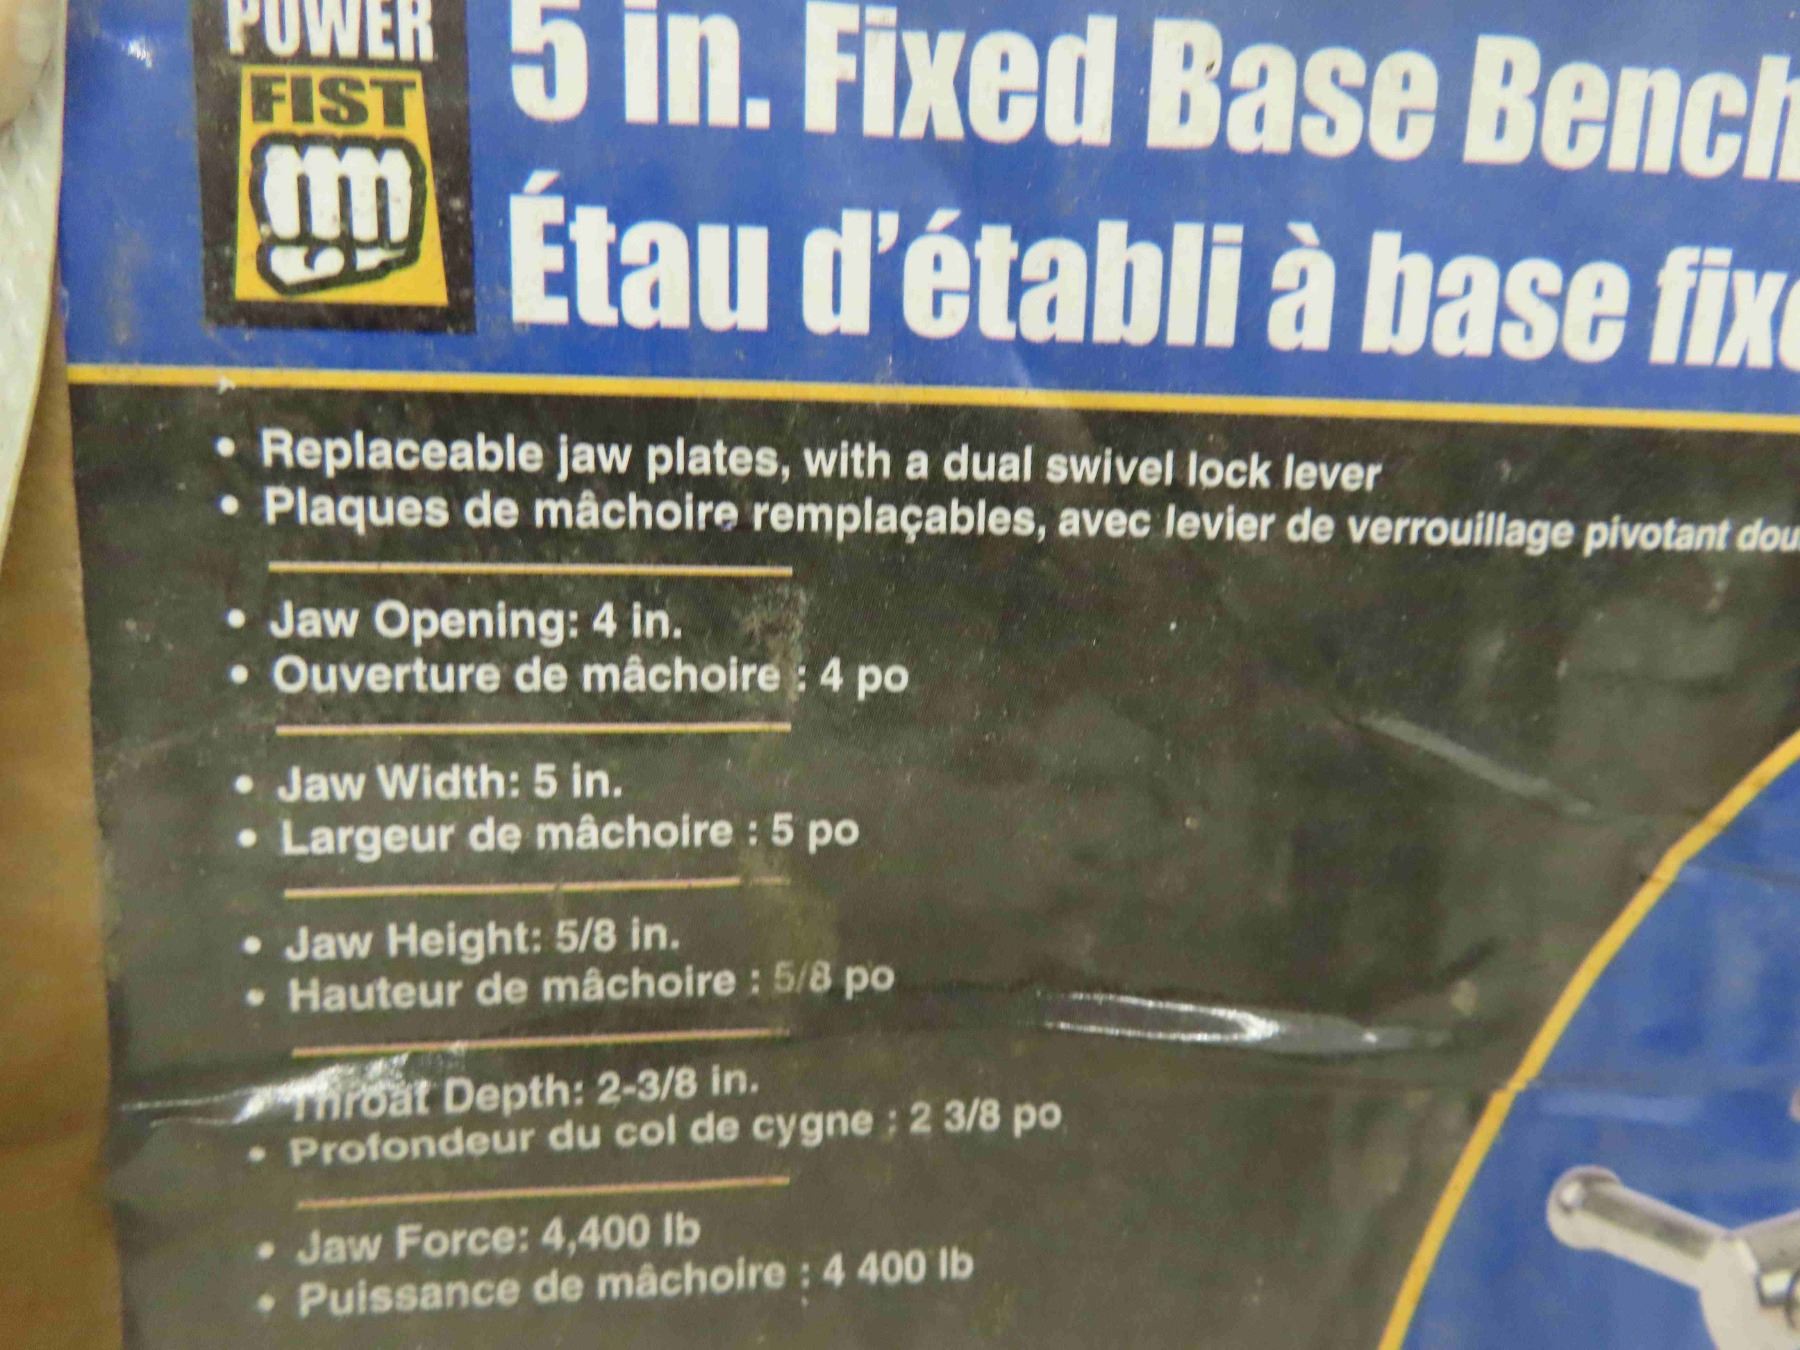 POWER
FIST
5 in. Fixed Base Bench
Étau d'établi à base fixe
• Replaceable jaw plates, with a dual swivel lock lever
• Plaques de mâchoire remplaçables, avec levier de verrouillage pivotant dou
• Jaw Opening: 4 in.
• Ouverture de mâchoire : 4 po
• Jaw Width: 5 in.
• Largeur de mâchoire : 5 po
• Jaw Height: 5/8 in.
• Hauteur de mâchoire : 5/8 po
Throat Depth: 2-3/8 in.
• Profondeur du col de cygne : 2 3/8 po
• Jaw Force: 4,400 lb
• Puissance de mâchoire : 4 400 lb